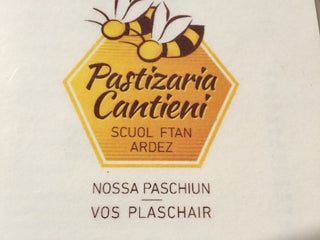 Pastizaria
Cantieni
SCUOL FTAN
ARDEZ
NOSSA PASCHIUN
VOS PLASCHAIR